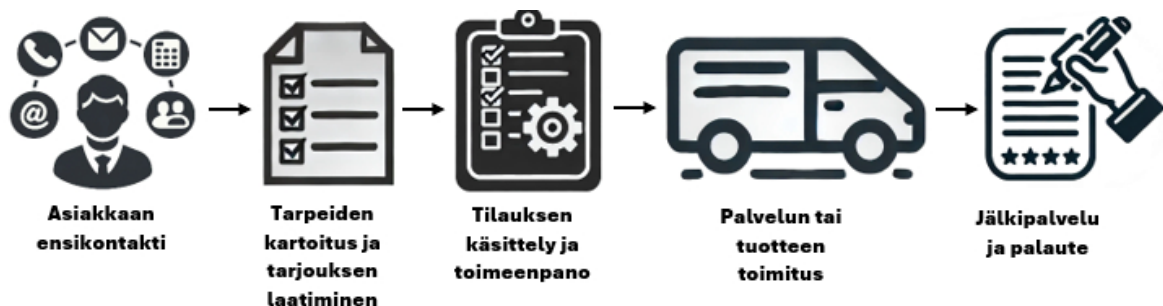 @
Asiakkaan
ensikontakti
Tarpeiden
kartoitus ja
tarjouksen
laatiminen
Tilauksen
käsittely ja
toimeenpano
Palvelun tai
tuotteen
toimitus
Jälkipalvelu
ja palaute